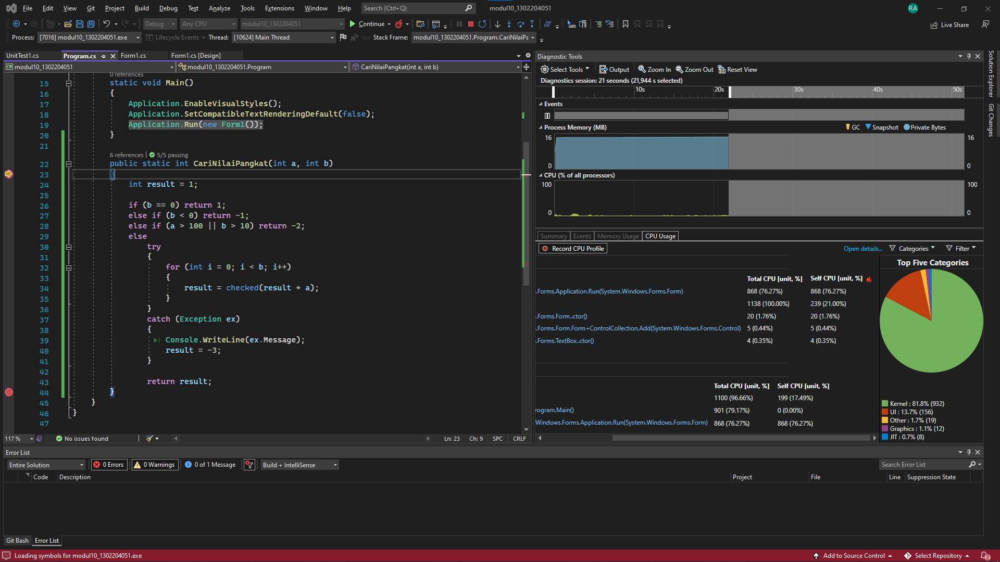 File Edit View Git Project Build Debug Test Analyze Tools Extensions Window Help Search (Ctrl+Q) modul10_1302204051 RA
Debug Any CPU modul10_1302204051 Continue Live Share
Process: [7016] modul10_1302204051.exe Lifecycle Events Thread: [10624] Main Thread Stack Frame: modul10_1302204051.Program.CariNilaiPa
UnitTest1.cs Program.cs Form1.cs Form1.cs [Design]
modul10_1302204051 modul10_1302204051.Program CariNilaiPangkat(int a, int b)
0 references
15 static void Main()
16 {
17 Application.EnableVisualStyles();
18 Application.SetCompatibleTextRenderingDefault(false);
19 Application.Run(new Form1());
20 }
21
6 references | 5/5 passing
22 public static int CariNilaiPangkat(int a, int b)
23 {
24 int result = 1;
25
26 if (b == 0) return 1;
27 else if (b < 0) return -1;
28 else if (a > 100 || b > 10) return -2;
29 else
30 try
31 {
32 for (int i = 0; i < b; i++)
33 {
34 result = checked(result * a);
35 }
36 }
37 catch (Exception ex)
38 {
39 Console.WriteLine(ex.Message);
40 result = -3;
41 }
42
43 return result;
44 }
45 }
46 }
47
117 % No issues found Ln: 23 Ch: 9 SPC CRLF
Diagnostic Tools
Select Tools Output Zoom In Zoom Out Reset View
Diagnostics session: 21 seconds (21,944 s selected)
10s 20s 30s 40s 50s
Events
Process Memory (MB) GC Snapshot Private Bytes
16 16
0 0
CPU (% of all processors)
100 100
0 0
Summary Events Memory Usage CPU Usage
Record CPU Profile Open details... Categories Filter
Total CPU [unit, %] Self CPU [unit, %]
.Forms.Application.Run(System.Windows.Forms.Form) 868 (76.27%) 868 (76.27%)
1138 (100.00%) 239 (21.00%)
.Forms.Form..ctor() 20 (1.76%) 20 (1.76%)
.Forms.Form.Form+ControlCollection.Add(System.Windows.Forms.Control) 5 (0.44%) 5 (0.44%)
.Forms.TextBox..ctor() 4 (0.35%) 4 (0.35%)
Total CPU [unit, %] Self CPU [unit, %]
1100 (96.66%) 199 (17.49%)
rogram.Main() 901 (79.17%) 0 (0.00%)
Windows.Forms.Application.Run(System.Windows.Forms.Form) 868 (76.27%) 868 (76.27%)
Top Five Categories
Kernel : 81.8% (932)
UI : 13.7% (156)
Other : 1.7% (19)
Graphics : 1.1% (12)
JIT : 0.7% (8)
Solution Explorer
Git Changes
Error List
Entire Solution 0 Errors 0 Warnings 0 of 1 Message Build + IntelliSense Search Error List
Code Description Project File Line Suppression State
Git Bash Error List
Loading symbols for modul10_1302204051.exe Add to Source Control Select Repository 2